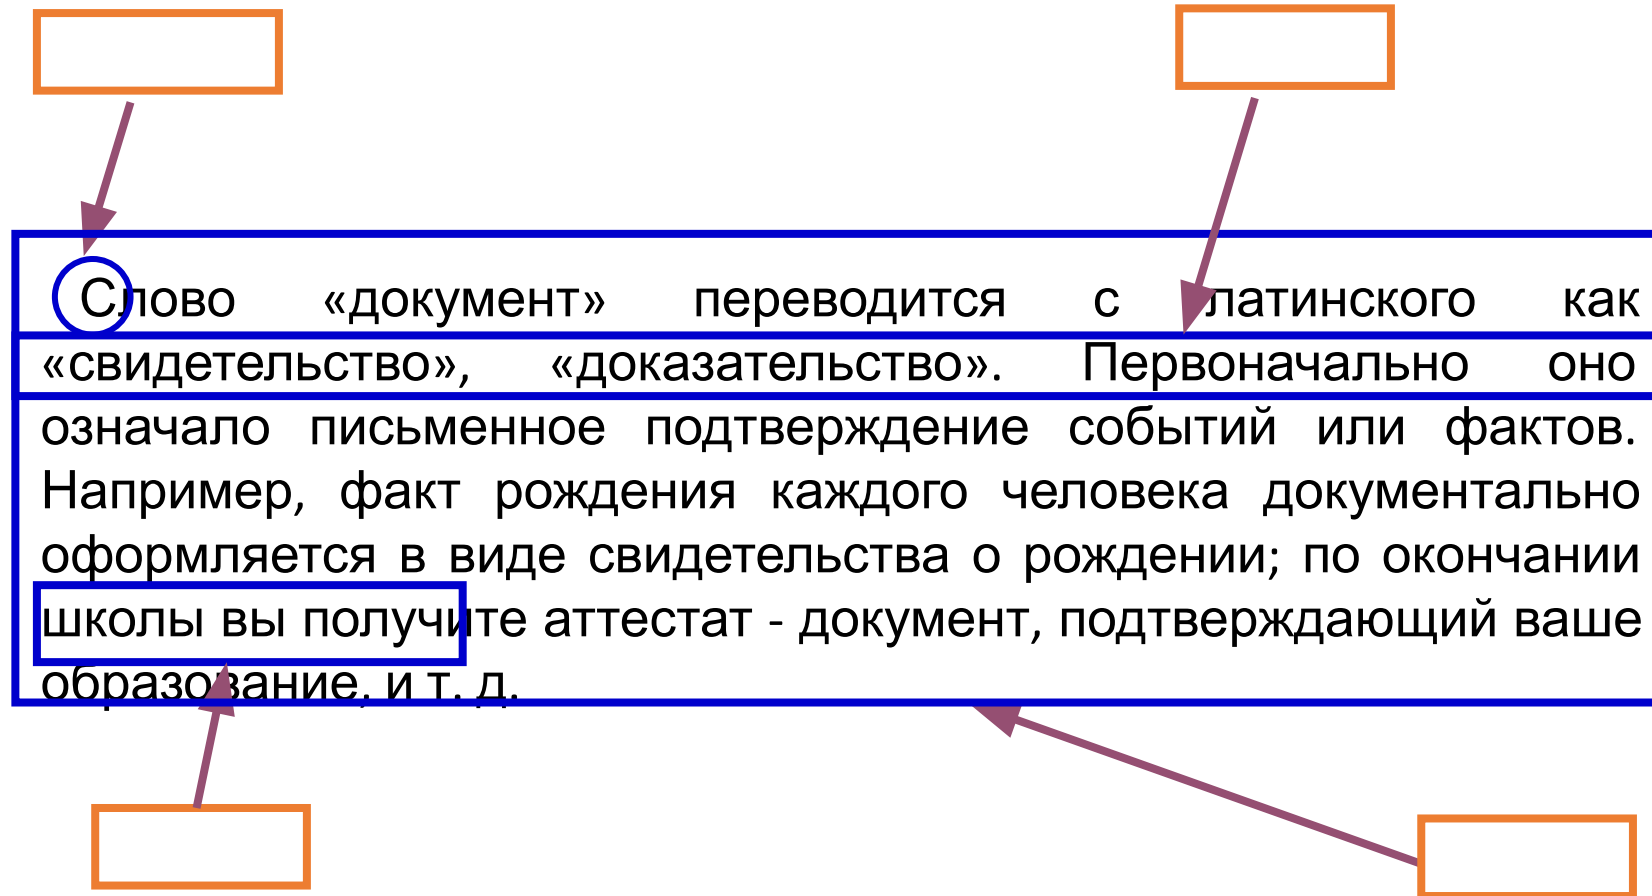 Слово «документ» переводится с латинского как
«свидетельство», «доказательство». Первоначально оно
означало письменное подтверждение событий или фактов.
Например, факт рождения каждого человека документально
оформляется в виде свидетельства о рождении; по окончании
школы вы получите аттестат - документ, подтверждающий ваше
образование, и т. д.